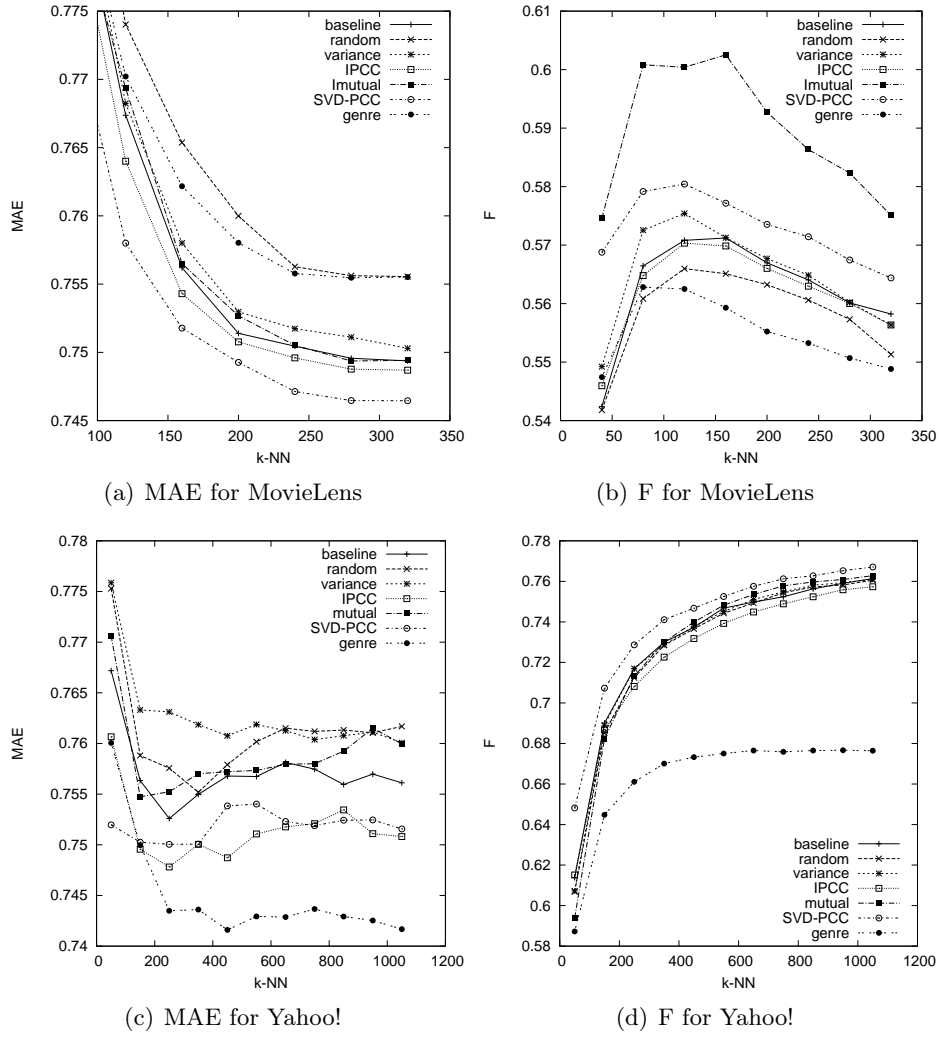 0.775
0.77
0.765
0.76
0.755
0.75
0.745
100
150
200
250
300
350
MAE
k-NN
baseline
random
variance
IPCC
Imutual
SVD-PCC
genre
(a) MAE for MovieLens
0.61
0.6
0.59
0.58
0.57
0.56
0.55
0.54
0
50
100
150
200
250
300
350
F
k-NN
baseline
random
variance
IPCC
Imutual
SVD-PCC
genre
(b) F for MovieLens
0.78
0.775
0.77
0.765
0.76
0.755
0.75
0.745
0.74
0
200
400
600
800
1000
1200
MAE
k-NN
baseline
random
variance
IPCC
mutual
SVD-PCC
genre
(c) MAE for Yahoo!
0.78
0.76
0.74
0.72
0.7
0.68
0.66
0.64
0.62
0.6
0.58
0
200
400
600
800
1000
1200
F
k-NN
baseline
random
variance
IPCC
mutual
SVD-PCC
genre
(d) F for Yahoo!